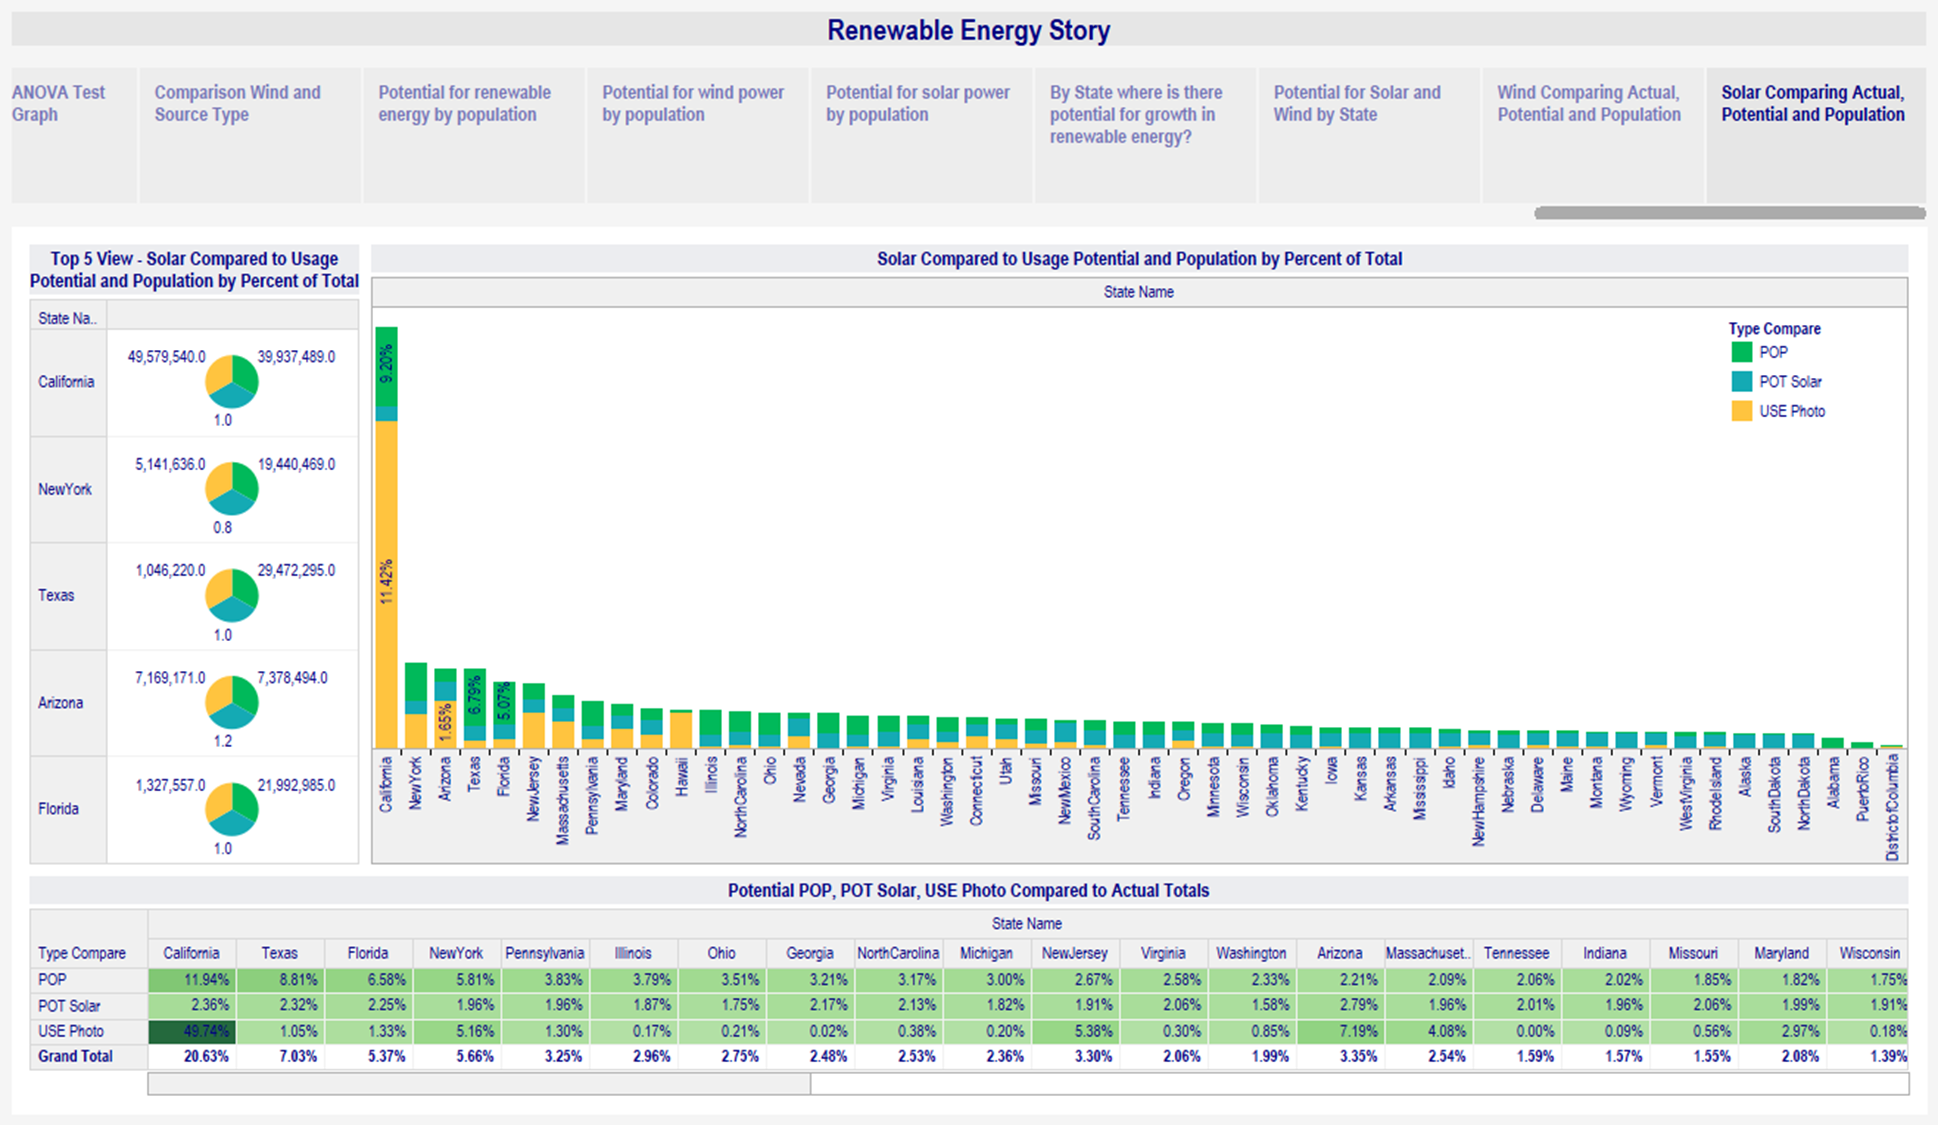 Renewable Energy Story
ANOVA Test
Graph
Comparison Wind and
Source Type
Potential for renewable
energy by population
Potential for wind power
by population
Potential for solar power
by population
By State where is there
potential for growth in
renewable energy?
Potential for Solar and
Wind by State
Wind Comparing Actual,
Potential and Population
Solar Comparing Actual,
Potential and Population
Top 5 View - Solar Compared to Usage
Potential and Population by Percent of Total
State Na..
California
49,579,540.0
39,937,489.0
1.0
NewYork
5,141,636.0
19,440,469.0
0.8
Texas
1,046,220.0
29,472,295.0
1.0
Arizona
7,169,171.0
7,378,494.0
1.2
Florida
1,327,557.0
21,992,985.0
1.0
Solar Compared to Usage Potential and Population by Percent of Total
State Name
Type Compare
POP
POT Solar
USE Photo
9.20%
11.42%
1.65%
6.79%
5.07%
California
NewYork
Arizona
Texas
Florida
NewJersey
Massachusetts
Pennsylvania
Maryland
Colorado
Hawaii
Illinois
NorthCarolina
Ohio
Nevada
Georgia
Michigan
Virginia
Louisiana
Washington
Connecticut
Utah
Missouri
NewMexico
SouthCarolina
Tennessee
Indiana
Oregon
Minnesota
Wisconsin
Oklahoma
Kentucky
Iowa
Kansas
Arkansas
Mississippi
Idaho
NewHampshire
Nebraska
Delaware
Maine
Montana
Wyoming
Vermont
WestVirginia
RhodeIsland
Alaska
SouthDakota
NorthDakota
Alabama
PuertoRico
DistrictofColumbia
Potential POP, POT Solar, USE Photo Compared to Actual Totals
State Name
Type Compare California Texas Florida NewYork Pennsylvania Illinois Ohio Georgia NorthCarolina Michigan NewJersey Virginia Washington Arizona Massachuset.. Tennessee Indiana Missouri Maryland Wisconsin
POP 11.94% 8.81% 6.58% 5.81% 3.83% 3.79% 3.51% 3.21% 3.17% 3.00% 2.67% 2.58% 2.33% 2.21% 2.09% 2.06% 2.02% 1.85% 1.82% 1.75%
POT Solar 2.36% 2.32% 2.25% 1.96% 1.96% 1.87% 1.75% 2.17% 2.13% 1.82% 1.91% 2.06% 1.58% 2.79% 1.96% 2.01% 1.96% 2.06% 1.99% 1.91%
USE Photo 49.74% 1.05% 1.33% 5.16% 1.30% 0.17% 0.21% 0.02% 0.38% 0.20% 5.38% 0.30% 0.85% 7.19% 4.08% 0.00% 0.09% 0.56% 2.97% 0.18%
Grand Total 20.63% 7.03% 5.37% 5.66% 3.25% 2.96% 2.75% 2.48% 2.53% 2.36% 3.30% 2.06% 1.99% 3.35% 2.54% 1.59% 1.57% 1.55% 2.08% 1.39%